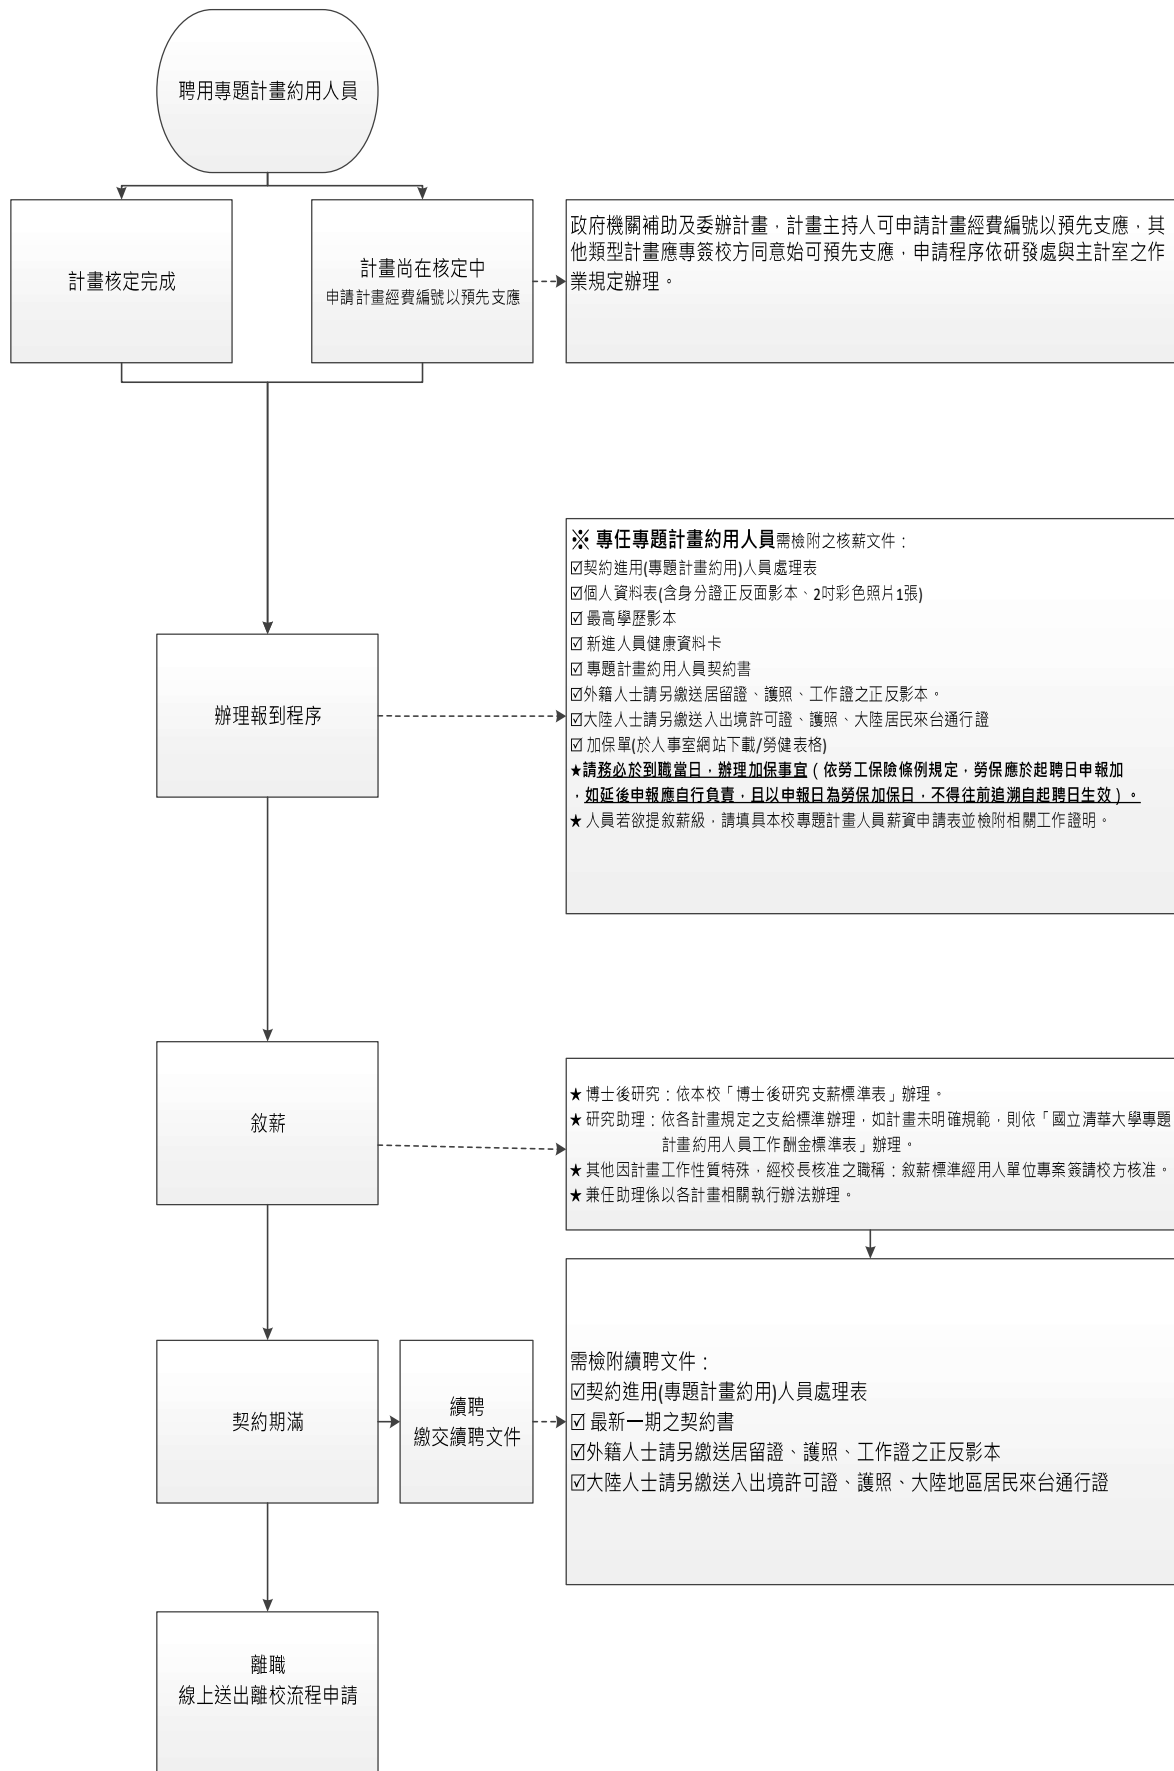 聘用專題計畫約用人員
計畫核定完成
計畫尚在核定中
申請計畫經費編號以預先支應
政府機關補助及委辦計畫，計畫主持人可申請計畫經費編號以預先支應，其
他類型計畫應專簽校方同意始可預先支應，申請程序依研發處與主計室之作
業規定辦理。
辦理報到程序
※ 專任專題計畫約用人員需檢附之核薪文件：
☑契約進用(專題計畫約用)人員處理表
☑個人資料表(含身分證正反面影本、2吋彩色照片1張)
☑ 最高學歷影本
☑ 新進人員健康資料卡
☑ 專題計畫約用人員契約書
☑外籍人士請另繳送居留證、護照、工作證之正反影本。
☑大陸人士請另繳送入出境許可證、護照、大陸居民來台通行證
☑ 加保單(於人事室網站下載/勞健表格)
★請務必於到職當日，辦理加保事宜（依勞工保險條例規定，勞保應於起聘日申報加
，如延後申報應自行負責，且以申報日為勞保加保日，不得往前追溯自起聘日生效）。
★ 人員若欲提敘薪級，請填具本校專題計畫人員薪資申請表並檢附相關工作證明。
敘薪
★ 博士後研究：依本校「博士後研究支薪標準表」辦理。
★ 研究助理：依各計畫規定之支給標準辦理，如計畫未明確規範，則依「國立清華大學專題
計畫約用人員工作酬金標準表」辦理。
★ 其他因計畫工作性質特殊，經校長核准之職稱：敘薪標準經用人單位專案簽請校方核准。
★ 兼任助理係以各計畫相關執行辦法辦理。
契約期滿
續聘
繳交續聘文件
需檢附續聘文件：
☑契約進用(專題計畫約用)人員處理表
☑ 最新一期之契約書
☑外籍人士請另繳送居留證、護照、工作證之正反影本
☑大陸人士請另繳送入出境許可證、護照、大陸地區居民來台通行證
離職
線上送出離校流程申請